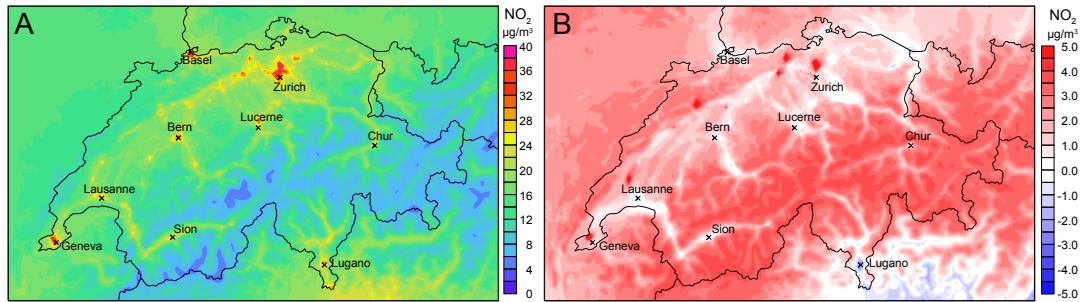 A
Basel
Zurich
Bern
Lucerne
Chur
Lausanne
Sion
Geneva
Lugano
NO₂
µg/m³
40
36
32
28
24
20
16
12
8
6
4
2
0
B
Basel
Zurich
Bern
Lucerne
Chur
Lausanne
Sion
Geneva
Lugano
NO₂
µg/m³
5.0
4.0
3.0
2.0
1.0
0.0
-1.0
-2.0
-3.0
-4.0
-5.0